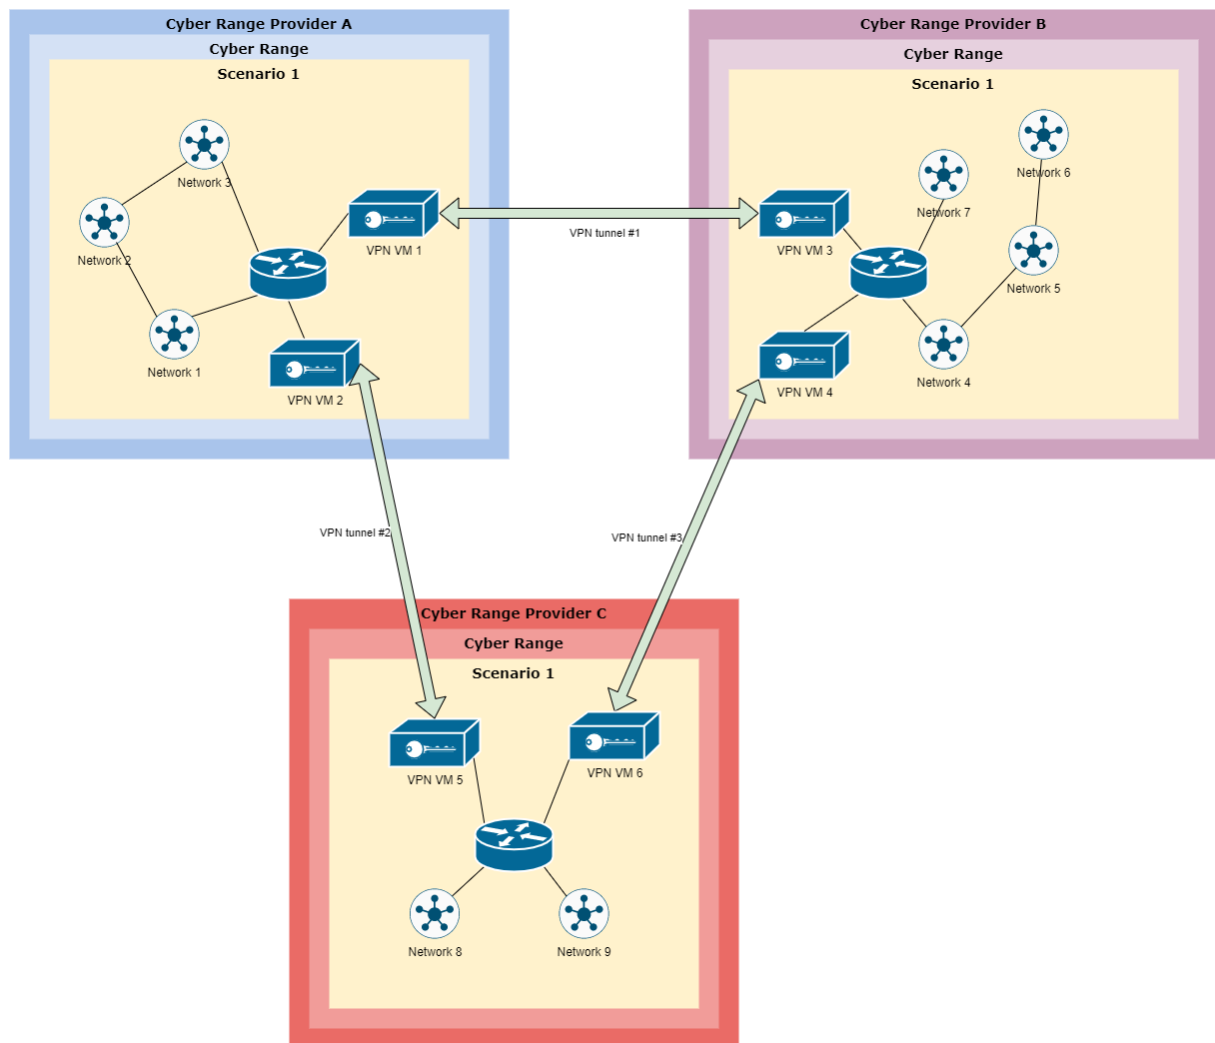 Cyber Range Provider A
Cyber Range
Scenario 1
Network 3
Network 2
Network 1
VPN VM 1
VPN VM 2
VPN tunnel #1
Cyber Range Provider B
Cyber Range
Scenario 1
Network 6
Network 7
VPN VM 3
Network 5
Network 4
VPN VM 4
VPN tunnel #2
VPN tunnel #3
Cyber Range Provider C
Cyber Range
Scenario 1
VPN VM 5
VPN VM 6
Network 8
Network 9